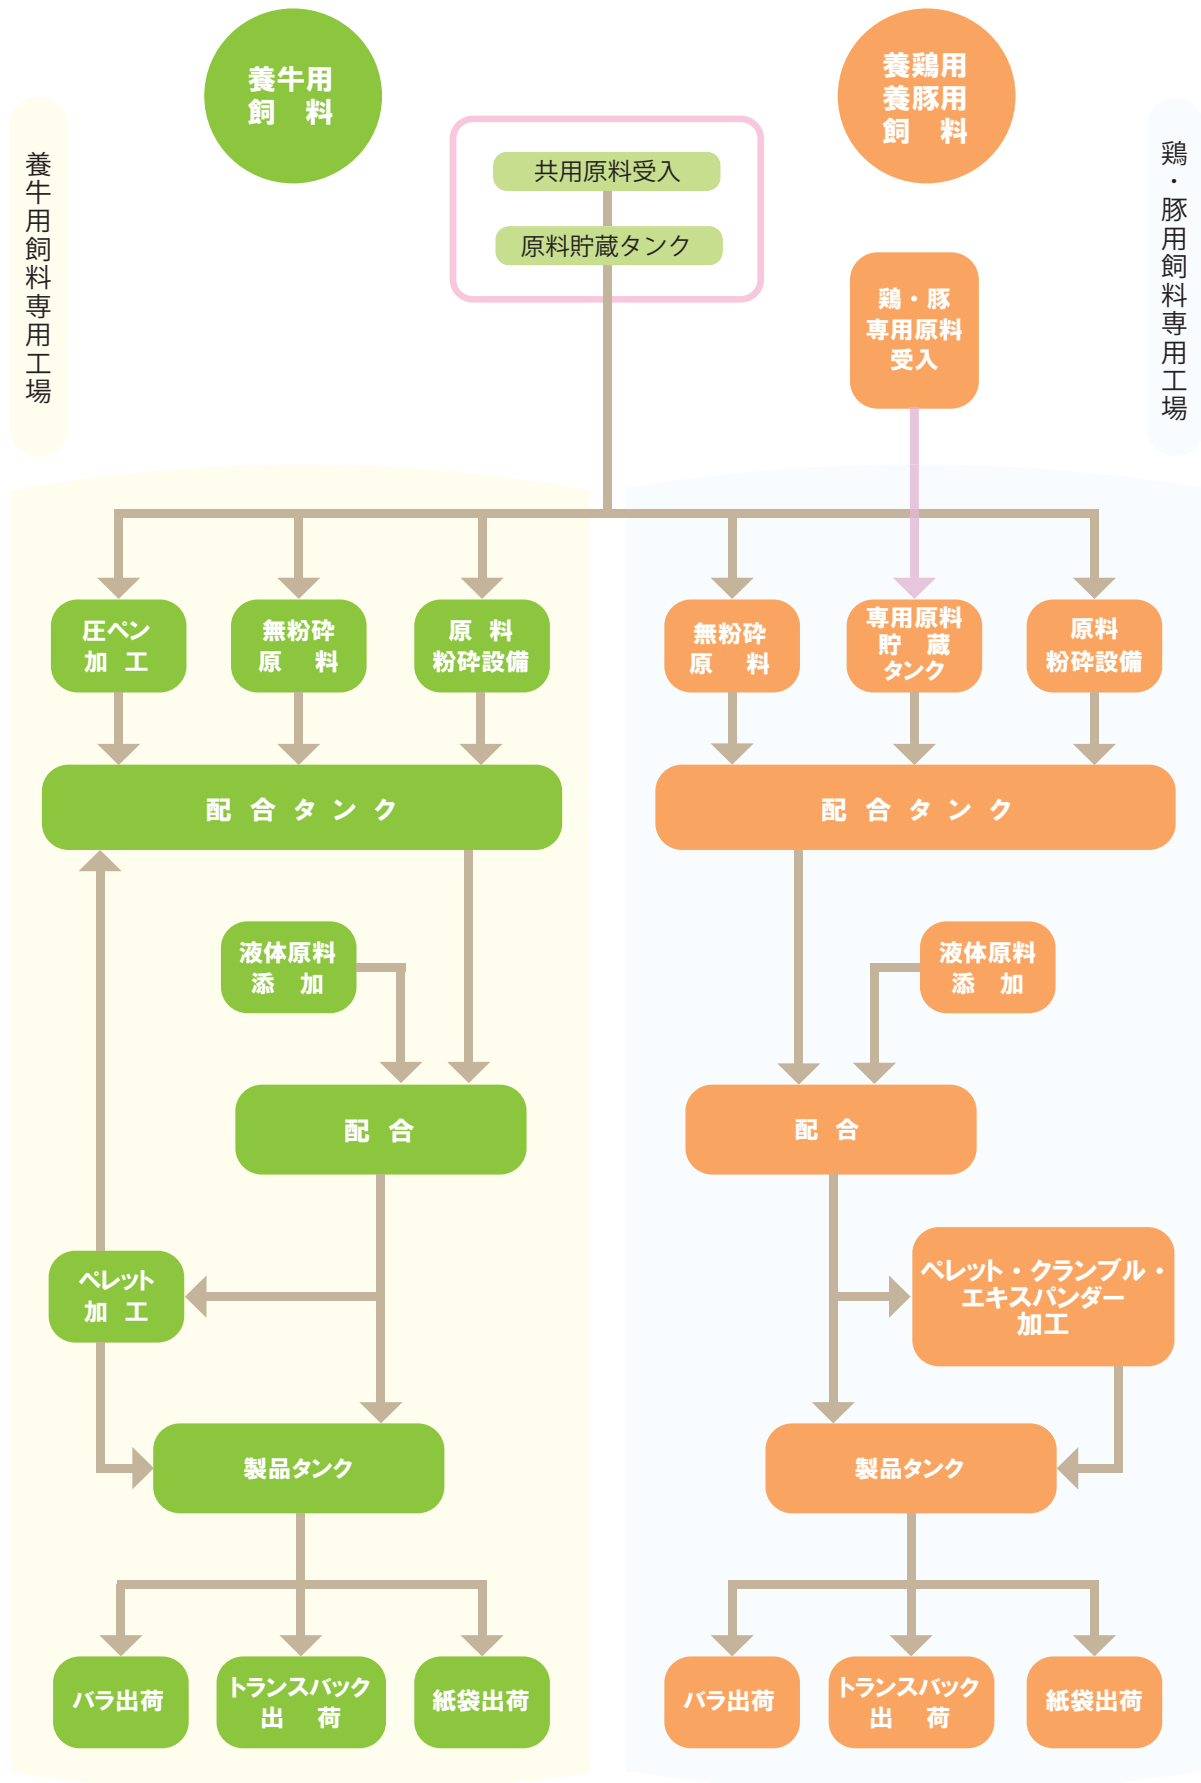 養牛用
飼　料
養鶏用
養豚用
飼　料
養牛用飼料専用工場
鶏・豚用飼料専用工場
共用原料受入
原料貯蔵タンク
鶏・豚
専用原料
受入
圧ペン
加　工
無粉砕
原　料
原　料
粉砕設備
無粉砕
原　料
専用原料
貯　蔵
タンク
原料
粉砕設備
配合タンク
配合タンク
液体原料
添　加
液体原料
添　加
配　合
配　合
ペレット
加　工
ペレット・クランブル・
エキスパンダー
加工
製品タンク
製品タンク
バラ出荷
トランスバック
出　荷
紙袋出荷
バラ出荷
トランスバック
出　荷
紙袋出荷